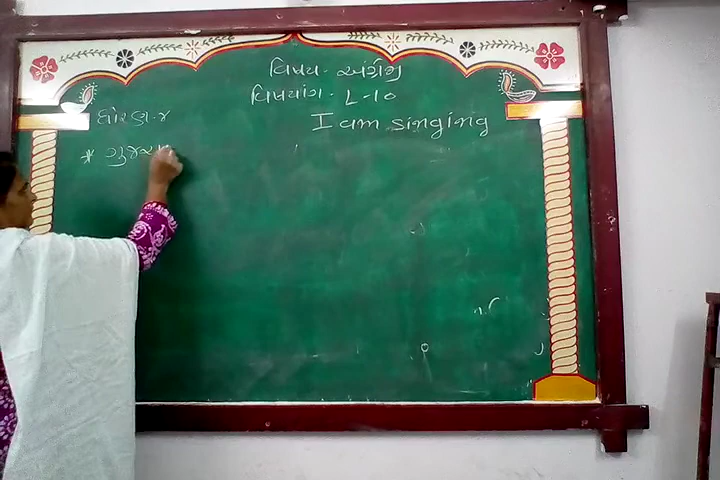 વિષય - અંગ્રેજી
વિષયાંગ - L-10
ધોરણ-૪
I am singing
* ગુજરા